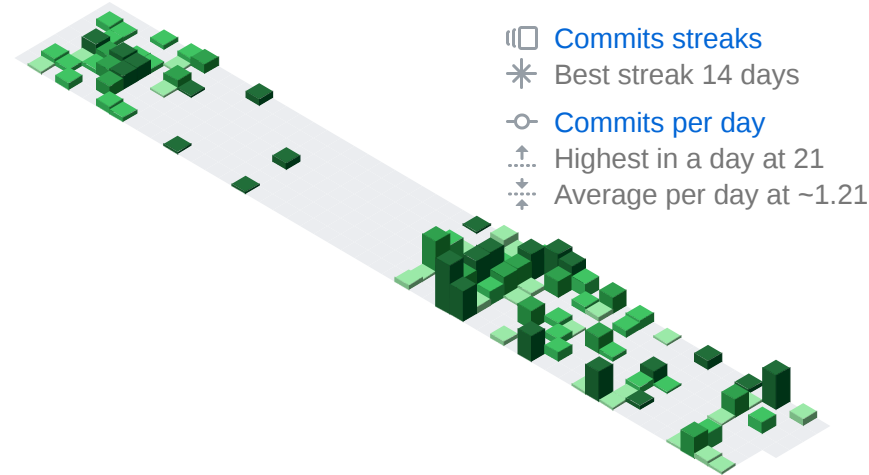 Commits streaks
Best streak 14 days
Commits per day
Highest in a day at 21
Average per day at ~1.21